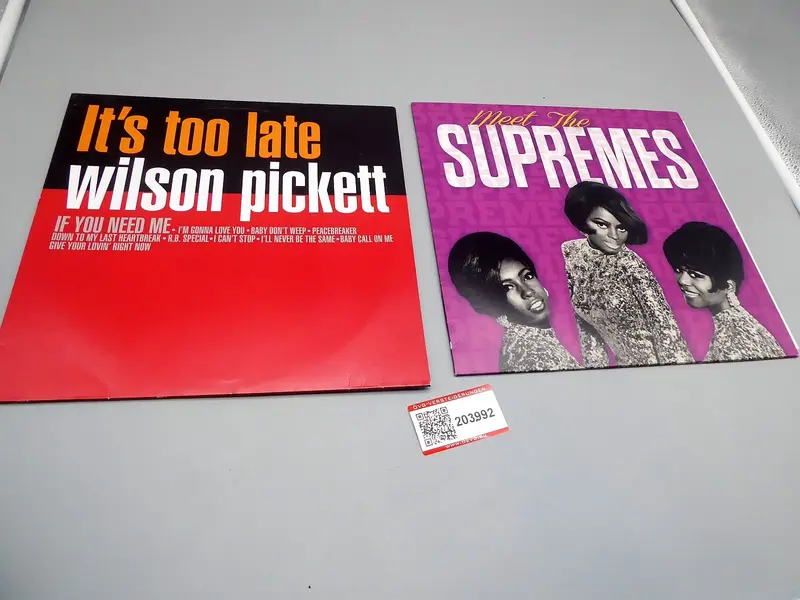 It's too late
wilson pickett
IF YOU NEED ME • I'M GONNA LOVE YOU • BABY DON'T WEEP • PEACEBREAKER
DOWN TO MY LAST HEARTBREAK • R.B. SPECIAL • I CAN'T STOP • I'LL NEVER BE THE SAME • BABY CALL ON ME
GIVE YOUR LOVIN' RIGHT NOW
Meet The
SUPREMES
DVD-VERSTEIGERUNGEN
203992